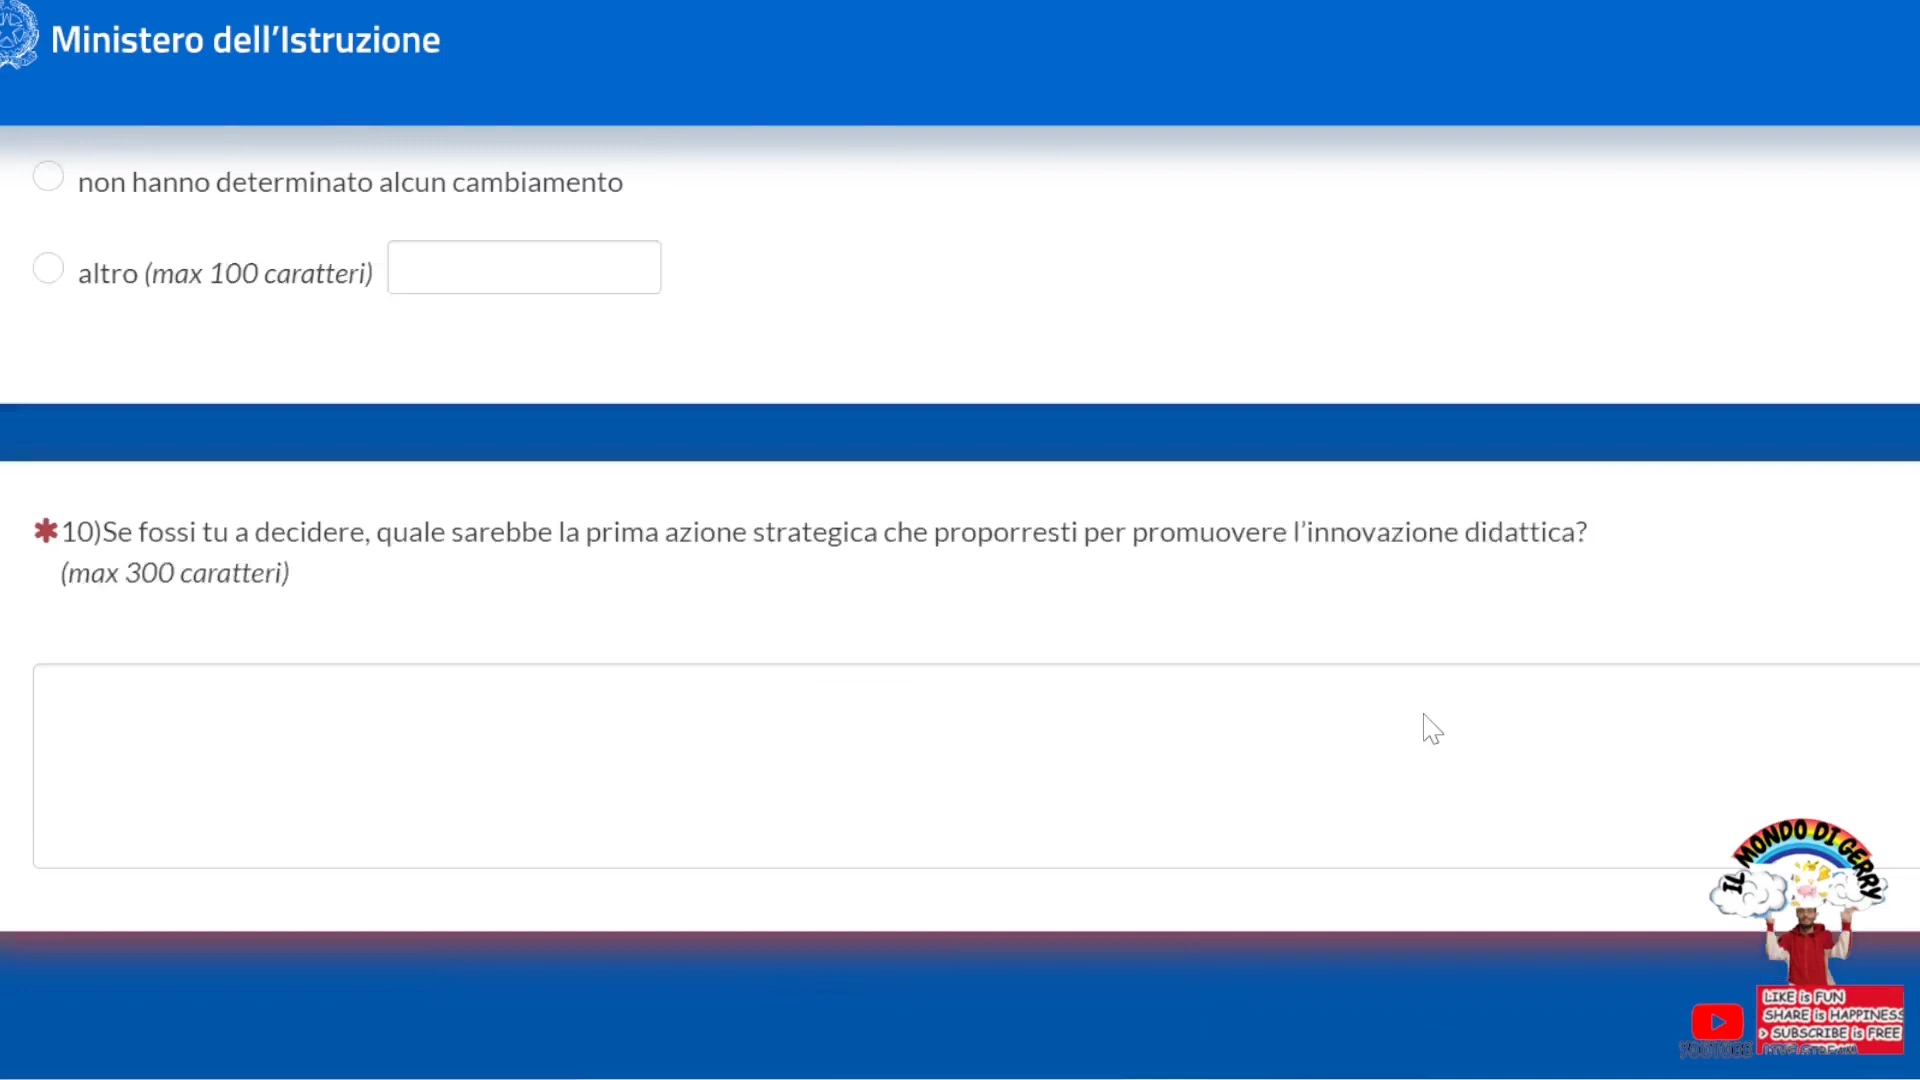 Ministero dell'Istruzione
non hanno determinato alcun cambiamento
altro (max 100 caratteri)
✱10)Se fossi tu a decidere, quale sarebbe la prima azione strategica che proporresti per promuovere l'innovazione didattica?
(max 300 caratteri)
IL MONDO DI GERRY
LIKE is FUN
SHARE is HAPPINESS
> SUBSCRIBE is FREE
YOUTUBE